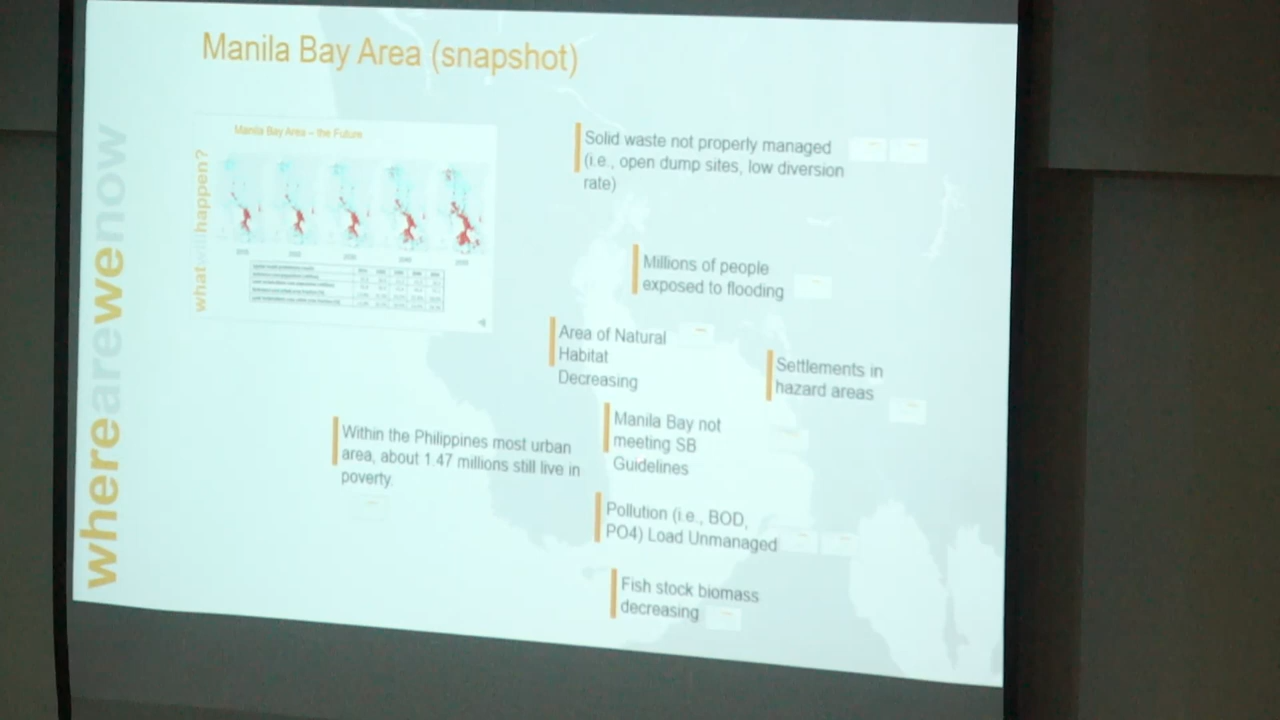 Manila Bay Area (snapshot)
wherearewenow
Manila Bay Area – the Future
whatwillhappen?
Solid waste not properly managed
(i.e., open dump sites, low diversion
rate)
Millions of people
exposed to flooding
Area of Natural
Habitat
Decreasing
Settlements in
hazard areas
Manila Bay not
meeting SB
Guidelines
Within the Philippines most urban
area, about 1.47 millions still live in
poverty.
Pollution (i.e., BOD,
PO4) Load Unmanaged
Fish stock biomass
decreasing